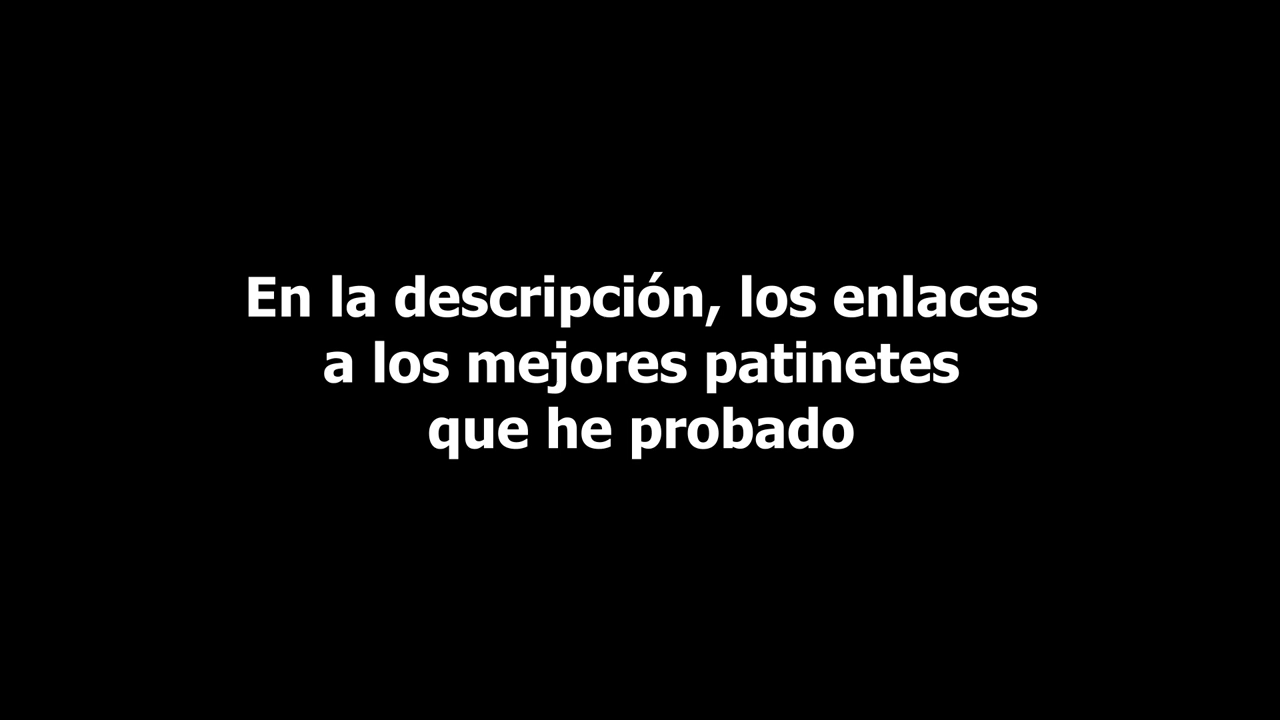 En la descripción, los enlaces
a los mejores patinetes
que he probado